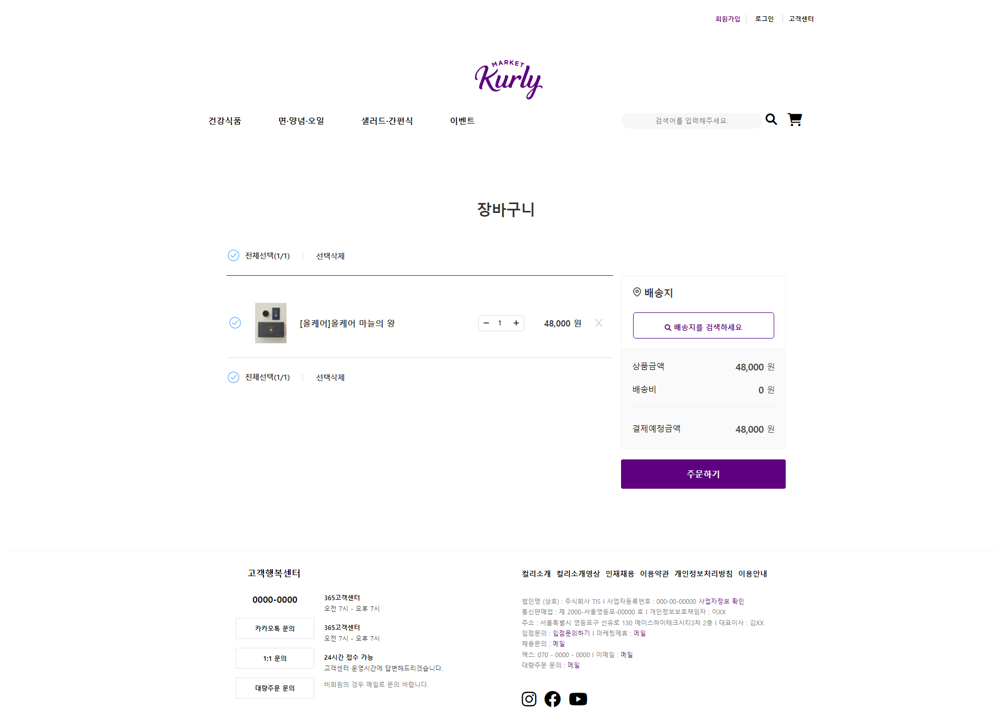 회원가입 로그인 고객센터
MARKET
Kurly
건강식품 면·양념·오일 샐러드·간편식 이벤트 검색어를 입력해주세요.
장바구니
전체선택(1/1) 선택삭제
배송지
배송지를 검색하세요
[올케어]올케어 마늘의 왕 1 48,000 원
상품금액 48,000 원
전체선택(1/1) 선택삭제
배송비 0 원
결제예정금액 48,000 원
주문하기
고객행복센터
0000-0000
365고객센터
오전 7시 - 오후 7시
카카오톡 문의
365고객센터
오전 7시 - 오후 7시
1:1 문의
24시간 접수 가능
고객센터 운영시간에 답변해드리겠습니다.
대량주문 문의
비회원의 경우 메일로 문의 바랍니다.
컬리소개 컬리소개영상 인재채용 이용약관 개인정보처리방침 이용안내
법인명 (상호) : 주식회사 TIS I 사업자등록번호 : 000-00-00000 사업자정보 확인
통신판매업 : 제 2000-서울영등포-00000 호 I 개인정보보호책임자 : 이XX
주소 : 서울특별시 영등포구 선유로 130 에이스하이테크시티3차 2층 I 대표이사 : 김XX
입점문의 : 입점문의하기 I 마케팅제휴 : 메일
채용문의 : 메일
팩스: 070 - 0000 - 0000 I 이메일 : 메일
대량주문 문의 : 메일